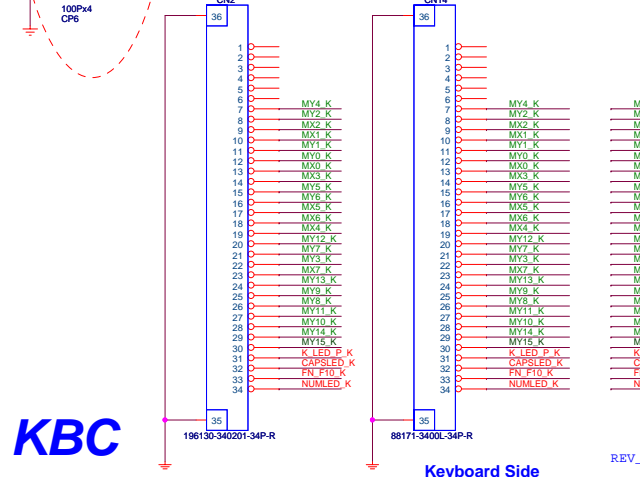 100Px4
CP6
CN2
36
1
2
3
4
5
6
7 MY4_K
8 MY2_K
9 MX2_K
10 MX1_K
11 MY1_K
12 MY0_K
13 MX0_K
14 MX3_K
15 MY5_K
16 MY6_K
17 MX5_K
18 MX6_K
19 MX4_K
20 MY12_K
21 MY7_K
22 MY3_K
23 MX7_K
24 MY13_K
25 MY9_K
26 MY8_K
27 MY11_K
28 MY10_K
29 MY14_K
30 MY15_K
31 K_LED_P_K
32 CAPSLED_K
33 FN_F10_K
34 NUMLED_K
35
196130-340201-34P-R
CN14
36
1
2
3
4
5
6
7 MY4_K
8 MY2_K
9 MX2_K
10 MX1_K
11 MY1_K
12 MY0_K
13 MX0_K
14 MX3_K
15 MY5_K
16 MY6_K
17 MX5_K
18 MX6_K
19 MX4_K
20 MY12_K
21 MY7_K
22 MY3_K
23 MX7_K
24 MY13_K
25 MY9_K
26 MY8_K
27 MY11_K
28 MY10_K
29 MY14_K
30 MY15_K
31 K_LED_P_K
32 CAPSLED_K
33 FN_F10_K
34 NUMLED_K
35
88171-3400L-34P-R
KBC
Keyboard Side
REV_